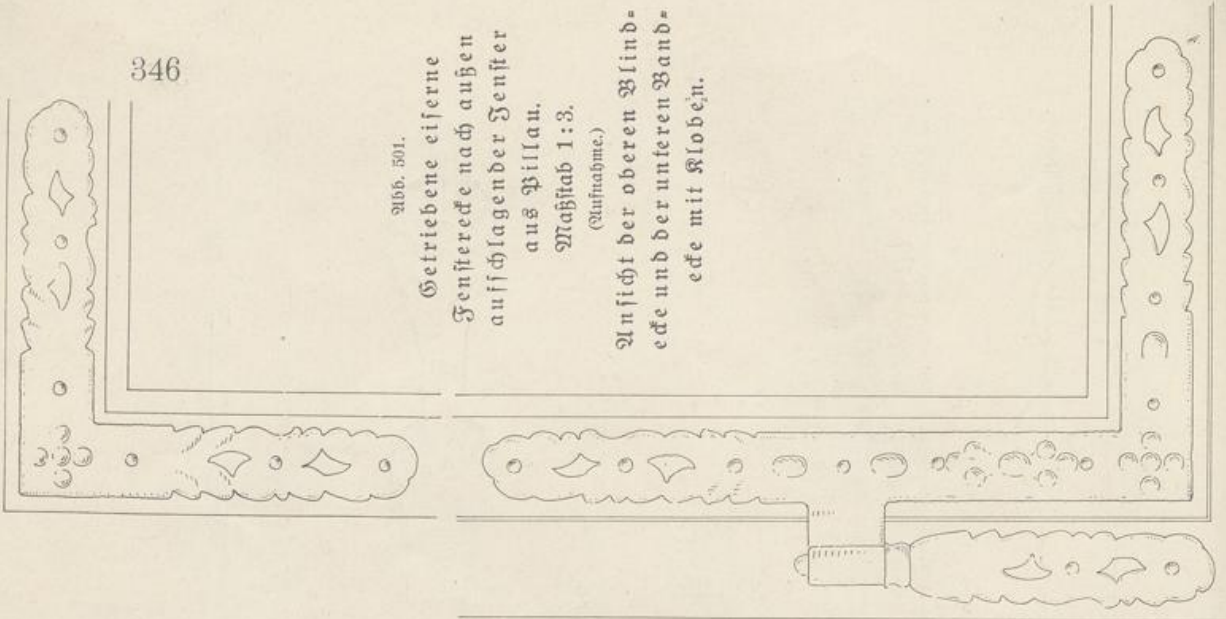 346
Abb. 501.
Getriebene eiserne
Fensterecke nach außen
aufschlagender Fenster
aus Pillau.
Maßstab 1:3.
(Aufnahme.)
Ansicht der oberen Blind-
ecke und der unteren Band-
ecke mit Kloben.